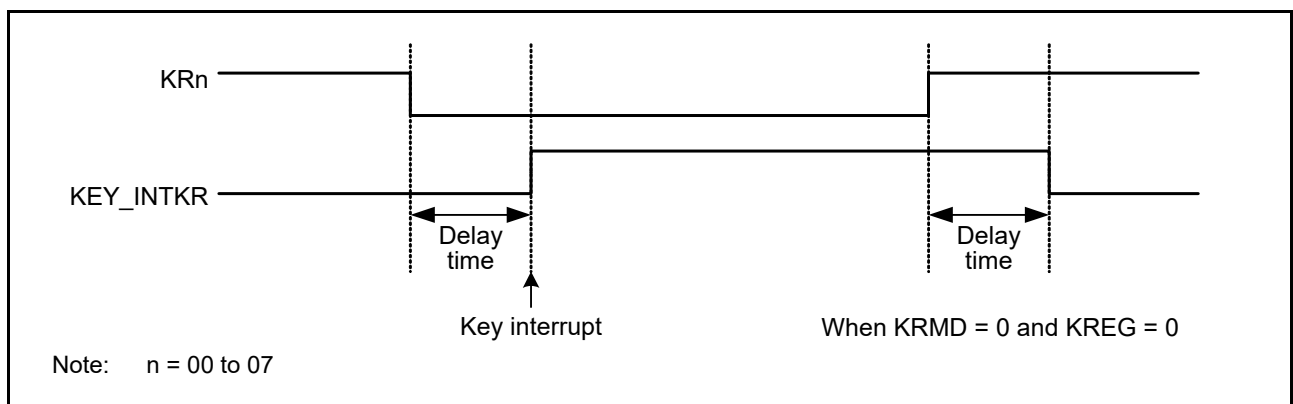 KRn
KEY_INTKR
Delay
time
Delay
time
Key interrupt
When KRMD = 0 and KREG = 0
Note: n = 00 to 07